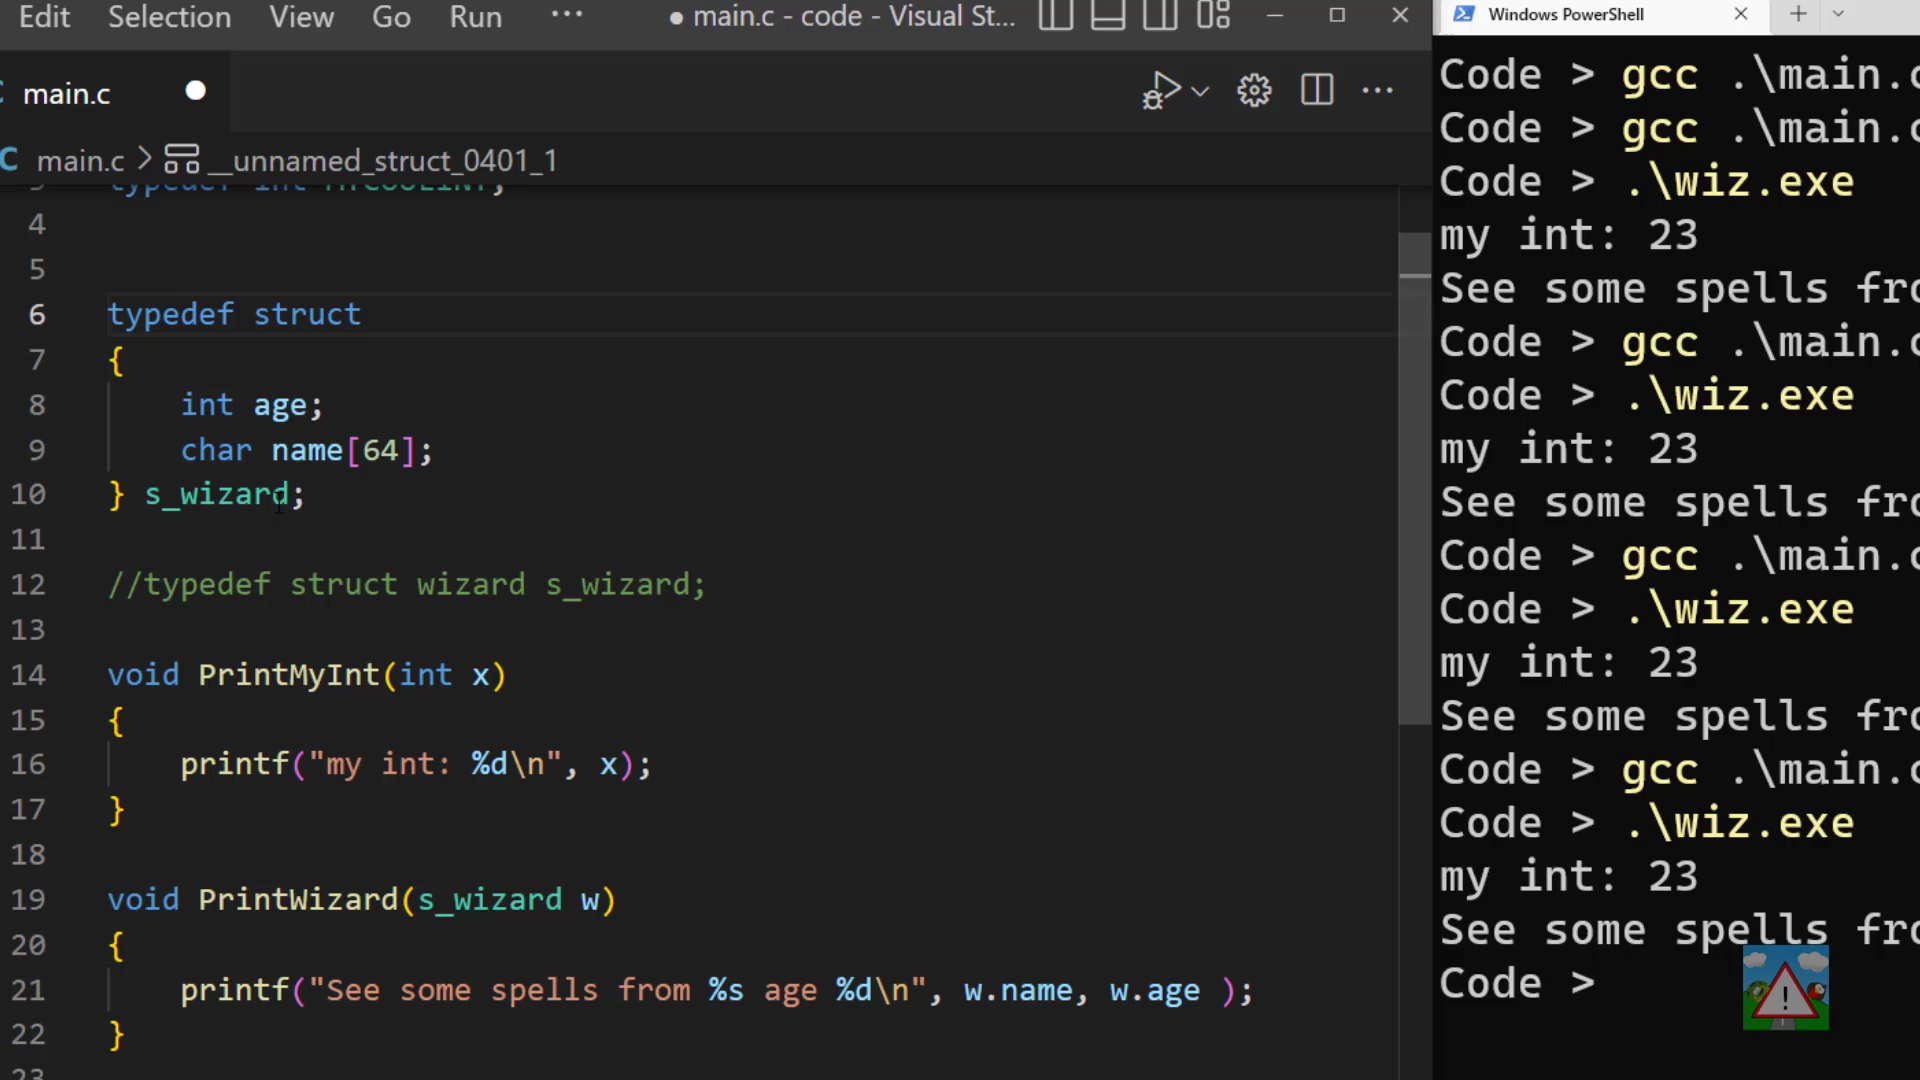 Edit Selection View Go Run ··· ● main.c - code - Visual St...
main.c
main.c > __unnamed_struct_0401_1
4
5
6 typedef struct
7 {
8 int age;
9 char name[64];
10 } s_wizard;
11
12 //typedef struct wizard s_wizard;
13
14 void PrintMyInt(int x)
15 {
16 printf("my int: %d\n", x);
17 }
18
19 void PrintWizard(s_wizard w)
20 {
21 printf("See some spells from %s age %d\n", w.name, w.age );
22 }
23
Windows PowerShell
Code > gcc .\main.c
Code > gcc .\main.c
Code > .\wiz.exe
my int: 23
See some spells fro
Code > gcc .\main.c
Code > .\wiz.exe
my int: 23
See some spells fro
Code > gcc .\main.c
Code > .\wiz.exe
my int: 23
See some spells fro
Code > gcc .\main.c
Code > .\wiz.exe
my int: 23
See some spells fro
Code >